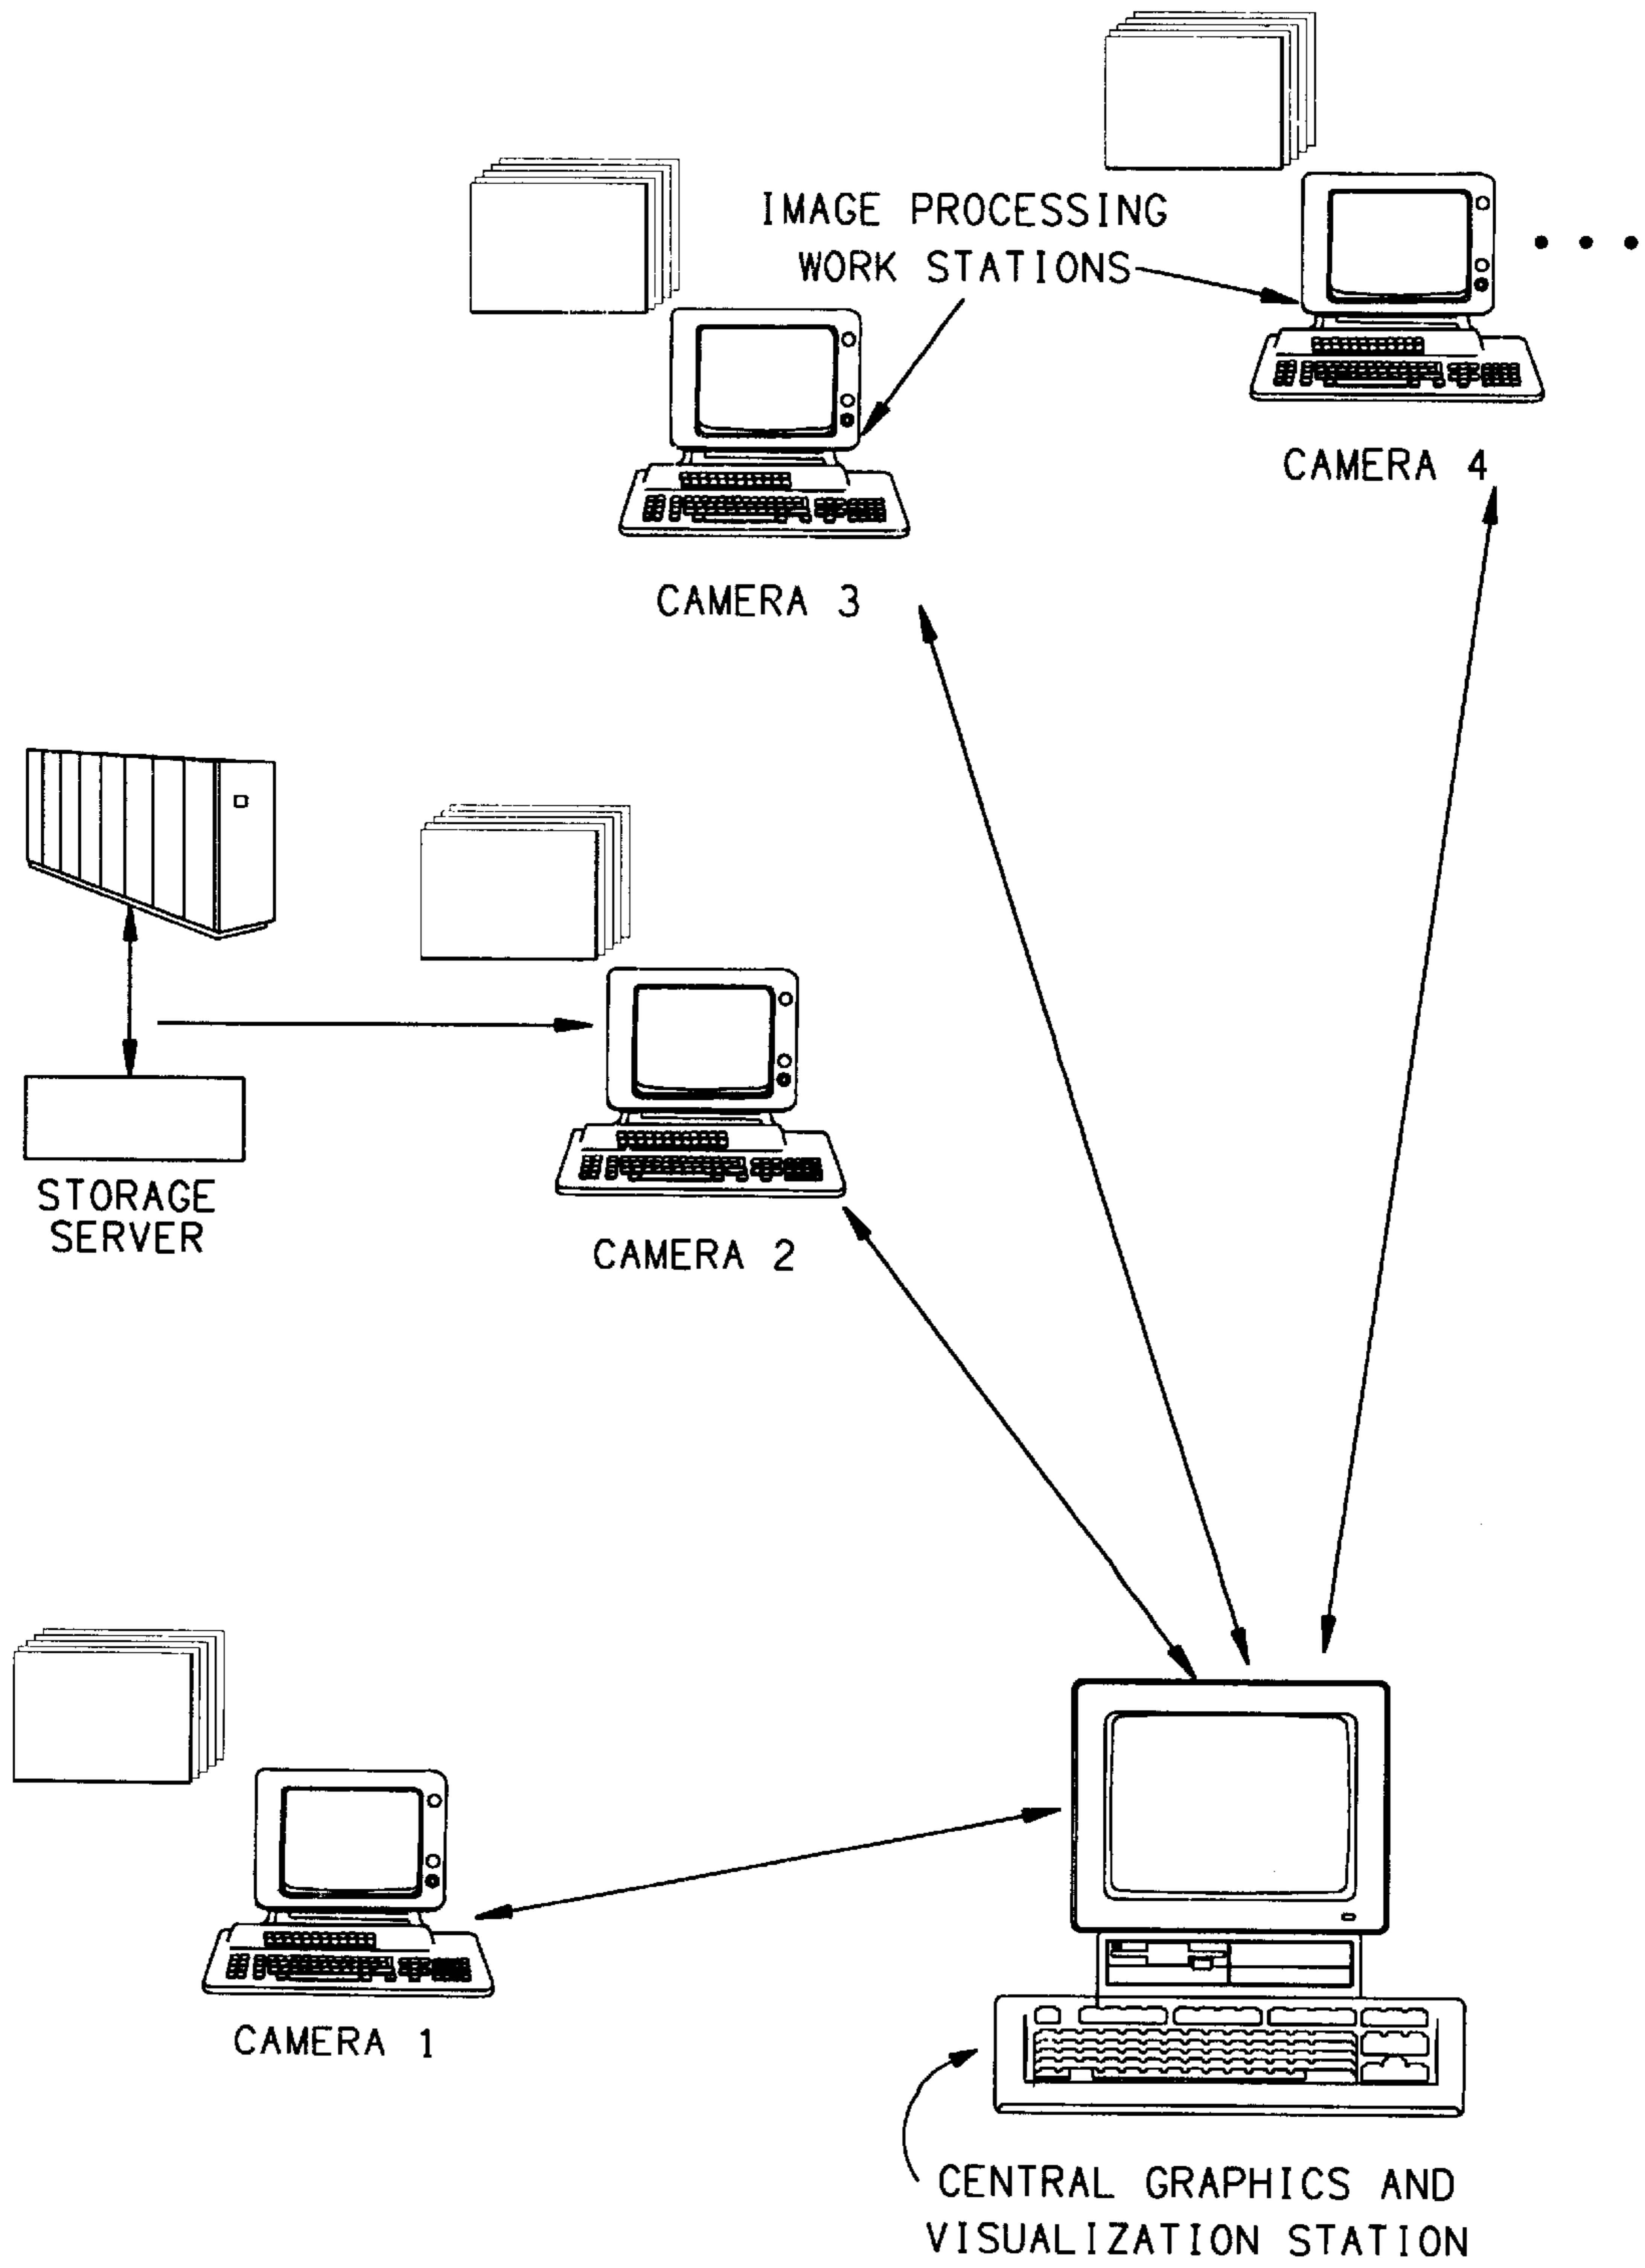 IMAGE PROCESSING
WORK STATIONS
CAMERA 4
CAMERA 3
STORAGE
SERVER
CAMERA 2
CAMERA 1
CENTRAL GRAPHICS AND
VISUALIZATION STATION